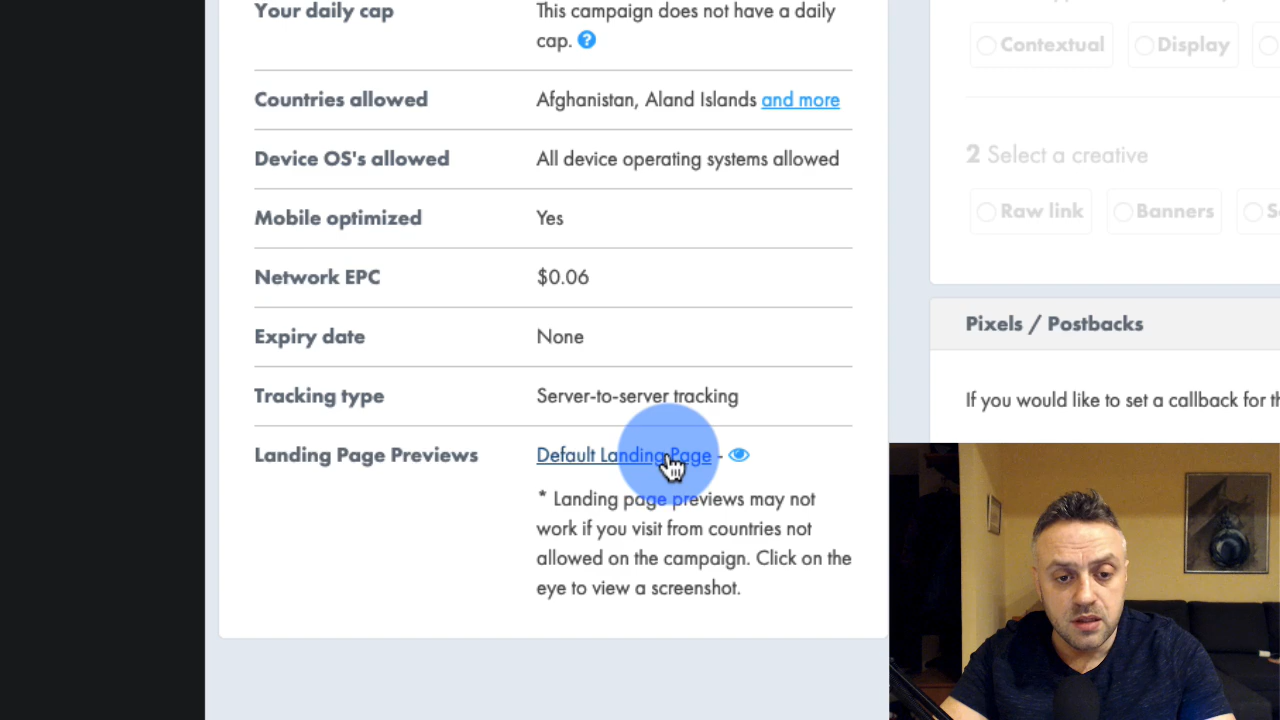 Your daily cap
This campaign does not have a daily
cap.
Countries allowed
Afghanistan, Aland Islands and more
Device OS's allowed
All device operating systems allowed
Mobile optimized
Yes
Network EPC
$0.06
Expiry date
None
Tracking type
Server-to-server tracking
Landing Page Previews
Default Landing Page -
* Landing page previews may not
work if you visit from countries not
allowed on the campaign. Click on the
eye to view a screenshot.
Contextual
Display
2 Select a creative
Raw link
Banners
Pixels / Postbacks
If you would like to set a callback for